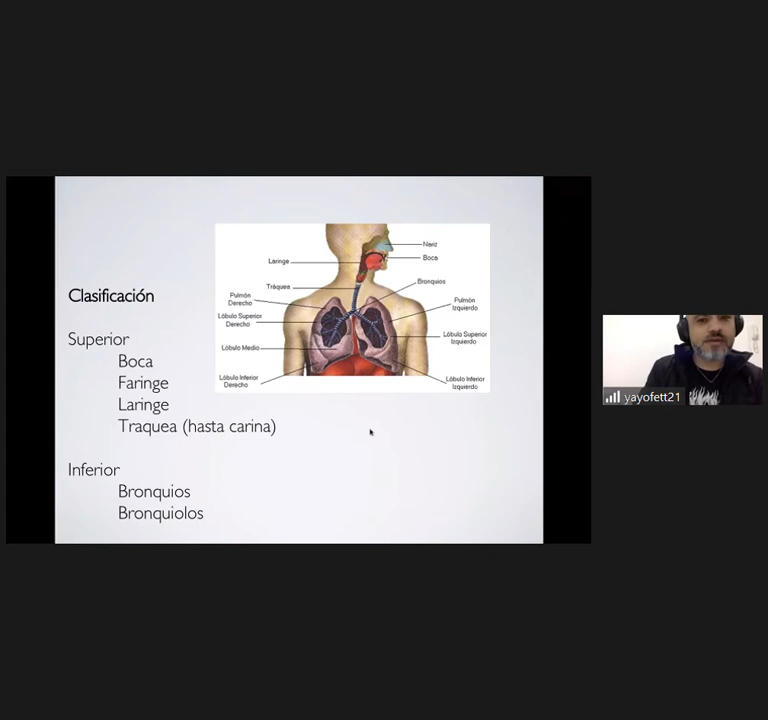 Clasificación
Superior
Boca
Faringe
Laringe
Traquea (hasta carina)
Inferior
Bronquios
Bronquiolos
Nariz
Boca
Laringe
Tráquea
Bronquios
Pulmón
Derecho
Pulmón
Izquierdo
Lóbulo Superior
Derecho
Lóbulo Superior
Izquierdo
Lóbulo Medio
Lóbulo Inferior
Derecho
Lóbulo Inferior
Izquierdo
yayofett21